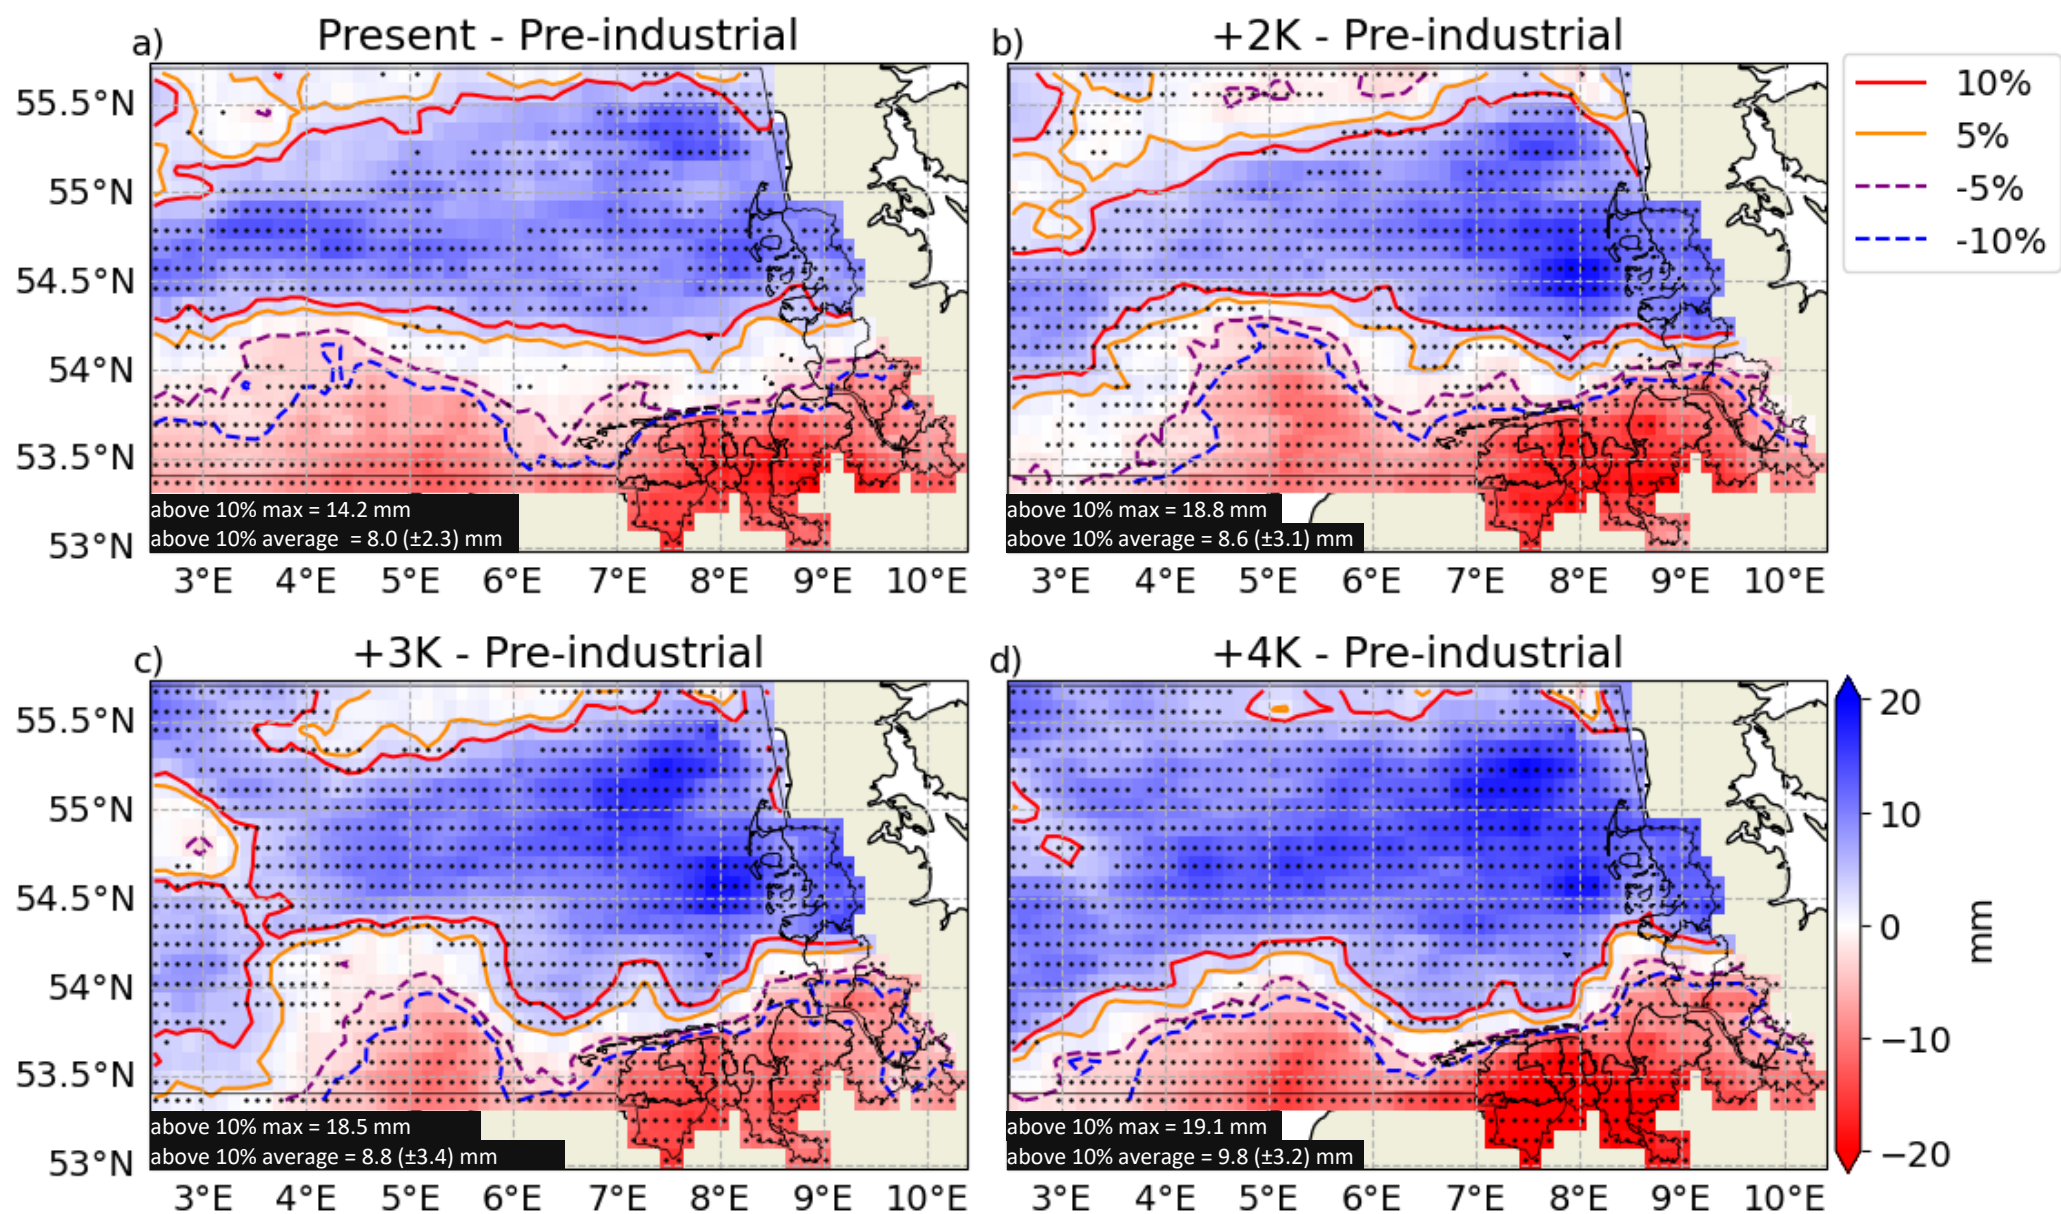 a) Present - Pre-industrial
b) +2K - Pre-industrial
10%
5%
-5%
-10%
55.5°N
55°N
54.5°N
54°N
53.5°N
53°N
above 10% max = 14.2 mm
above 10% average = 8.0 (±2.3) mm
above 10% max = 18.8 mm
above 10% average = 8.6 (±3.1) mm
3°E 4°E 5°E 6°E 7°E 8°E 9°E 10°E
3°E 4°E 5°E 6°E 7°E 8°E 9°E 10°E
c) +3K - Pre-industrial
d) +4K - Pre-industrial
55.5°N
55°N
54.5°N
54°N
53.5°N
53°N
above 10% max = 18.5 mm
above 10% average = 8.8 (±3.4) mm
above 10% max = 19.1 mm
above 10% average = 9.8 (±3.2) mm
20
10
0
−10
−20
mm
3°E 4°E 5°E 6°E 7°E 8°E 9°E 10°E
3°E 4°E 5°E 6°E 7°E 8°E 9°E 10°E